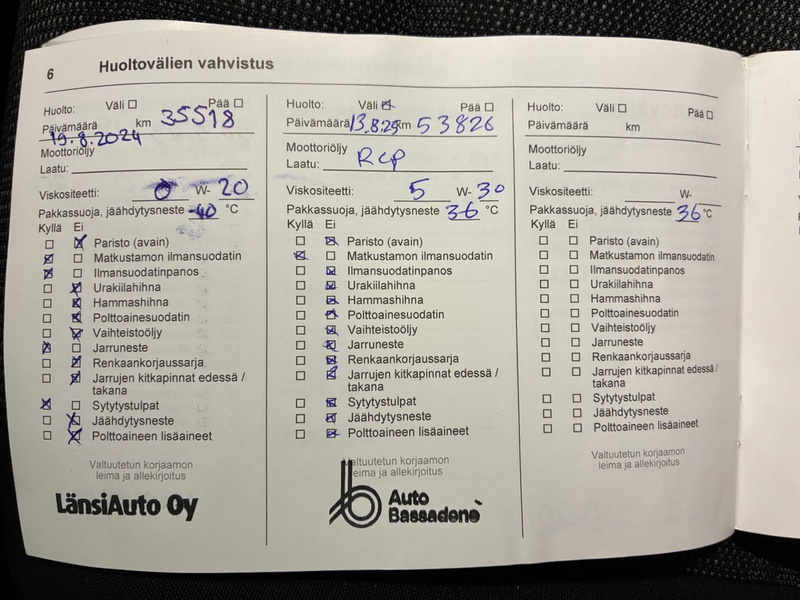 6 Huoltovälien vahvistus
Huolto: Väli ☐ Pää ☐
Päivämäärä km 35518
19.8.2024
Moottoriöljy
Laatu:
Viskositeetti: 0 W- 20
Pakkassuoja, jäähdytysneste -40 °C
Kyllä Ei
☐ ☒ Paristo (avain)
☒ ☐ Matkustamon ilmansuodatin
☒ ☐ Ilmansuodatinpanos
☐ ☒ Urakiilahihna
☐ ☒ Hammashihna
☐ ☒ Polttoainesuodatin
☐ ☒ Vaihteistoöljy
☒ ☐ Jarruneste
☐ ☒ Renkaankorjaussarja
☐ ☒ Jarrujen kitkapinnat edessä /
takana
☒ ☐ Sytytystulpat
☐ ☒ Jäähdytysneste
☐ ☒ Polttoaineen lisäaineet
Valtuutetun korjaamon
leima ja allekirjoitus
LänsiAuto Oy
Huolto: Väli ☒ Pää ☐
Päivämäärä 13.8.25 km 53826
Moottoriöljy
Laatu: RCP
Viskositeetti: 5 W- 30
Pakkassuoja, jäähdytysneste 36 °C
Kyllä Ei
☐ ☒ Paristo (avain)
☒ ☐ Matkustamon ilmansuodatin
☐ ☒ Ilmansuodatinpanos
☐ ☒ Urakiilahihna
☐ ☒ Hammashihna
☐ ☒ Polttoainesuodatin
☐ ☒ Vaihteistoöljy
☐ ☒ Jarruneste
☐ ☒ Renkaankorjaussarja
☐ ☒ Jarrujen kitkapinnat edessä /
takana
☐ ☒ Sytytystulpat
☐ ☒ Jäähdytysneste
☐ ☒ Polttoaineen lisäaineet
Valtuutetun korjaamon
leima ja allekirjoitus
Auto
Bassadone
Huolto: Väli ☐ Pää ☐
Päivämäärä km
Moottoriöljy
Laatu:
Viskositeetti: W-
Pakkassuoja, jäähdytysneste 36 °C
Kyllä Ei
☐ ☐ Paristo (avain)
☐ ☐ Matkustamon ilmansuodatin
☐ ☐ Ilmansuodatinpanos
☐ ☐ Urakiilahihna
☐ ☐ Hammashihna
☐ ☐ Polttoainesuodatin
☐ ☐ Vaihteistoöljy
☐ ☐ Jarruneste
☐ ☐ Renkaankorjaussarja
☐ ☐ Jarrujen kitkapinnat edessä /
takana
☐ ☐ Sytytystulpat
☐ ☐ Jäähdytysneste
☐ ☐ Polttoaineen lisäaineet
Valtuutetun korjaamon
leima ja allekirjoitus